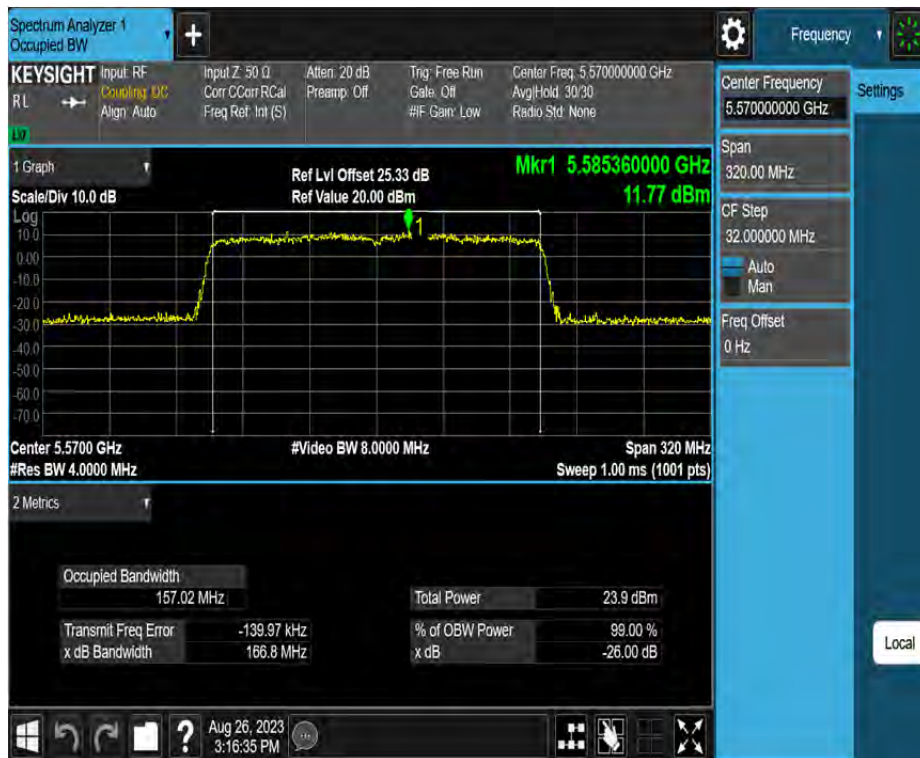 Spectrum Analyzer 1
Occupied BW
+
Frequency
KEYSIGHT
RL
Input: RF
Coupling: DC
Align: Auto
Input Z: 50 Ω
Corr CCorr RCal
Freq Ref: Int (S)
Atten: 20 dB
Preamp: Off
Trig: Free Run
Gate: Off
#IF Gain: Low
Center Freq: 5.570000000 GHz
Avg|Hold: 30/30
Radio Std: None
Center Frequency
5.570000000 GHz
Settings
Span
320.00 MHz
CF Step
32.000000 MHz
Auto
Man
Freq Offset
0 Hz
1 Graph
Scale/Div 10.0 dB
Ref Lvl Offset 25.33 dB
Ref Value 20.00 dBm
Mkr1 5.585360000 GHz
11.77 dBm
Log
10.0
0.00
-10.0
-20.0
-30.0
-40.0
-50.0
-60.0
-70.0
1
Center 5.5700 GHz
#Res BW 4.0000 MHz
#Video BW 8.0000 MHz
Span 320 MHz
Sweep 1.00 ms (1001 pts)
2 Metrics
Occupied Bandwidth
157.02 MHz
Transmit Freq Error -139.97 kHz
x dB Bandwidth 166.8 MHz
Total Power 23.9 dBm
% of OBW Power 99.00 %
x dB -26.00 dB
Local
?
Aug 26, 2023
3:16:35 PM